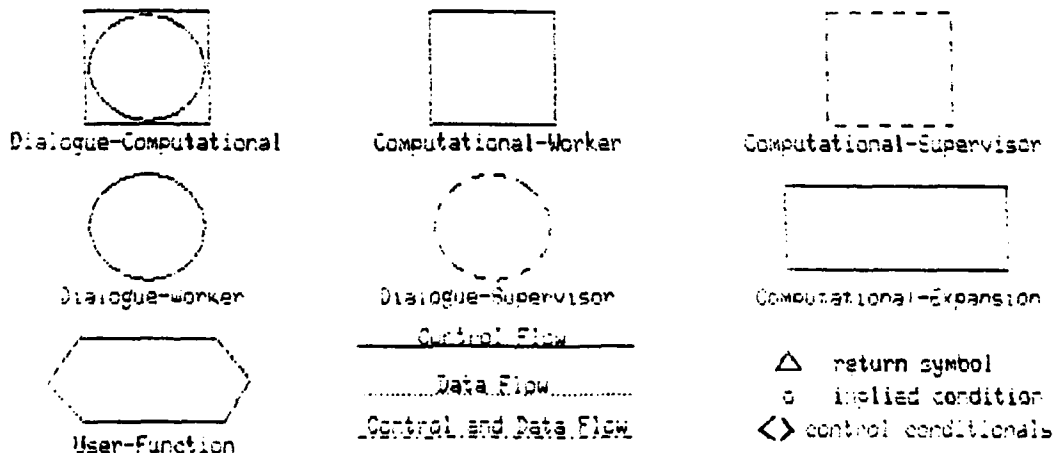 Dialogue-Computational
Computational-Worker
Computational-Supervisor
Dialogue-Worker
Dialogue-Supervisor
Computational-Expansion
User-Function
Control Flow
Data Flow
Control and Data Flow
return symbol
implied condition
control conditionals